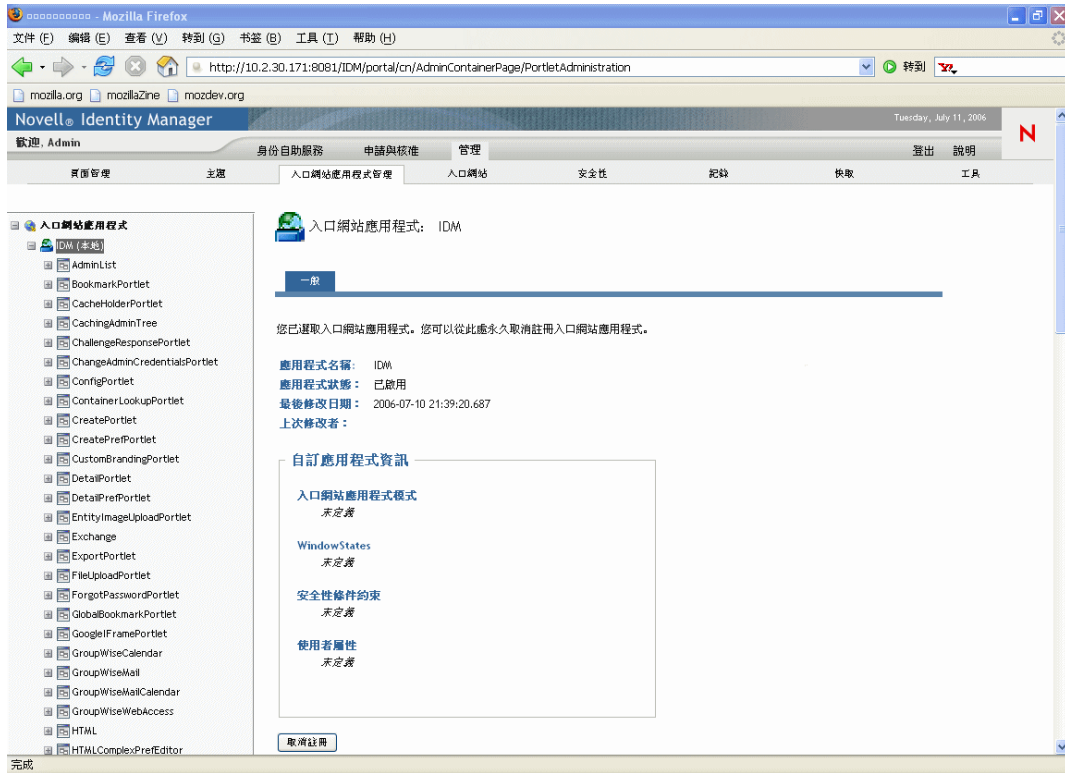 □□□□□□□□□□ - Mozilla Firefox
文件 (F) 编辑 (E) 查看 (V) 转到 (G) 书签 (B) 工具 (T) 帮助 (H)
http://10.2.30.171:8081/IDM/portal/cn/AdminContainerPage/PortletAdministration 转到
mozilla.org mozillaZine mozdev.org
Novell® Identity Manager Tuesday, July 11, 2006
歡迎, Admin 身份自助服務 申請與核准 管理 登出 說明 N
頁面管理 主題 入口網站應用程式管理 入口網站 安全性 記錄 快取 工具
入口網站應用程式
IDM (本地)
AdminList
BookmarkPortlet
CacheHolderPortlet
CachingAdminTree
ChallengeResponsePortlet
ChangeAdminCredentialsPortlet
ConfigPortlet
ContainerLookupPortlet
CreatePortlet
CreatePrefPortlet
CustomBrandingPortlet
DetailPortlet
DetailPrefPortlet
EntityImageUploadPortlet
Exchange
ExportPortlet
FileUploadPortlet
ForgotPasswordPortlet
GlobalBookmarkPortlet
GoogleIFramePortlet
GroupWiseCalendar
GroupWiseMail
GroupWiseMailCalendar
GroupWiseWebAccess
HTML
HTMLComplexPrefEditor
入口網站應用程式: IDM
一般
您已選取入口網站應用程式。您可以從此處永久取消註冊入口網站應用程式。
應用程式名稱: IDM
應用程式狀態： 已啟用
最後修改日期： 2006-07-10 21:39:20.687
上次修改者：
自訂應用程式資訊
入口網站應用程式模式
未定義
WindowStates
未定義
安全性條件約束
未定義
使用者屬性
未定義
取消註冊
完成